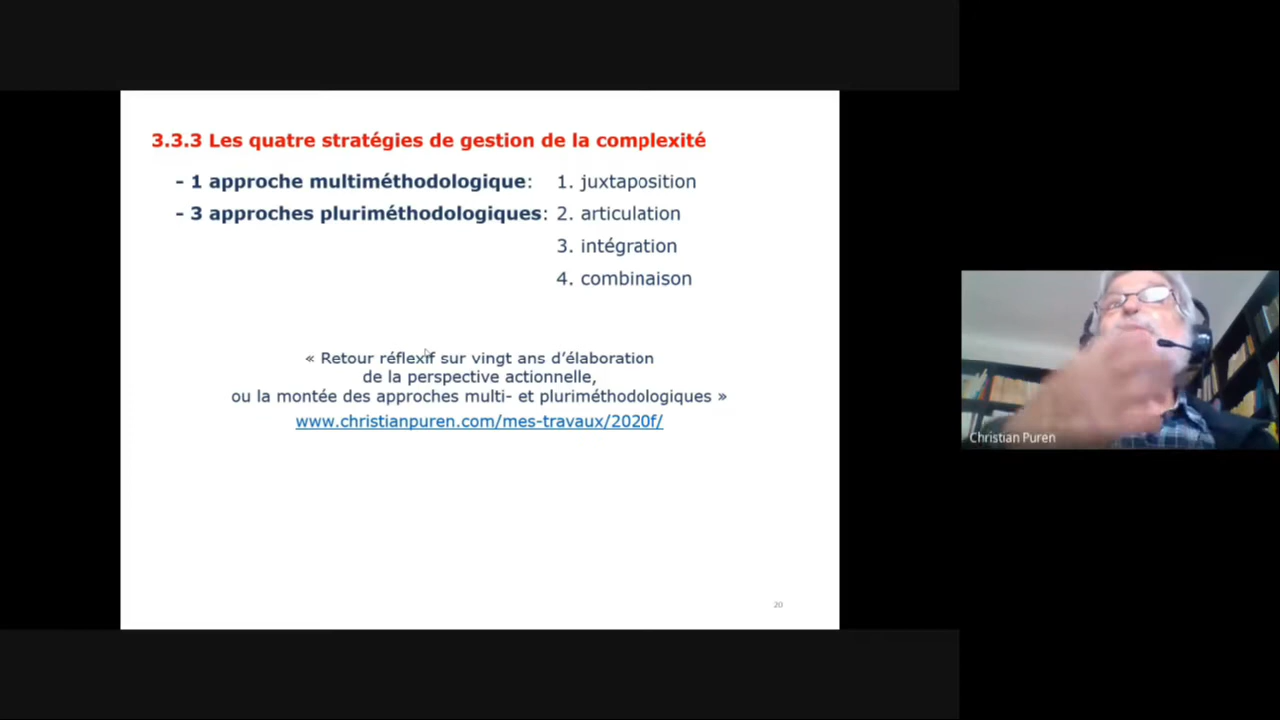 3.3.3 Les quatre stratégies de gestion de la complexité
- 1 approche multiméthodologique: 1. juxtaposition
- 3 approches pluriméthodologiques: 2. articulation
3. intégration
4. combinaison
« Retour réflexif sur vingt ans d’élaboration
de la perspective actionnelle,
ou la montée des approches multi- et pluriméthodologiques »
www.christianpuren.com/mes-travaux/2020f/
20
Christian Puren